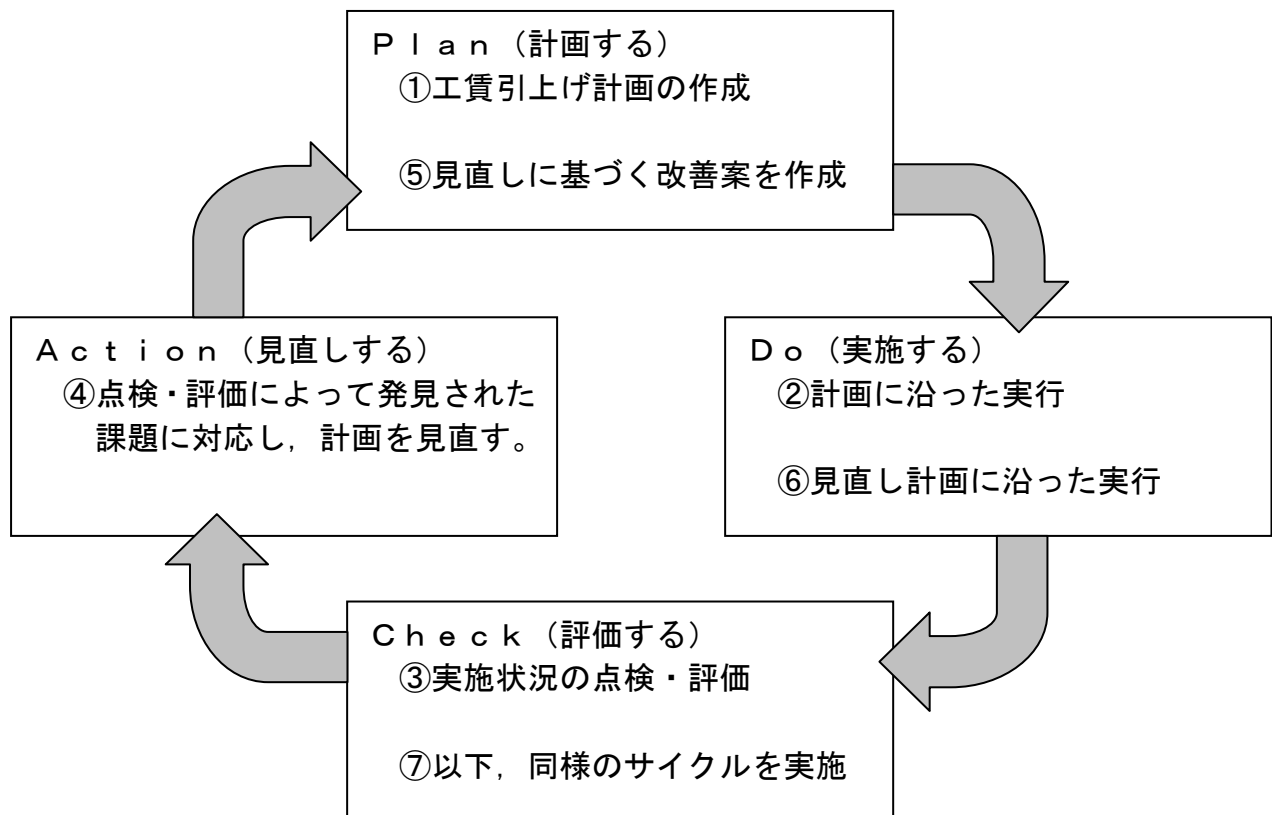 Ｐｌａｎ（計画する）
①工賃引上げ計画の作成
⑤見直しに基づく改善案を作成
Ａｃｔｉｏｎ（見直しする）
④点検・評価によって発見された
課題に対応し，計画を見直す。
Ｄｏ（実施する）
②計画に沿った実行
⑥見直し計画に沿った実行
Ｃｈｅｃｋ（評価する）
③実施状況の点検・評価
⑦以下，同様のサイクルを実施